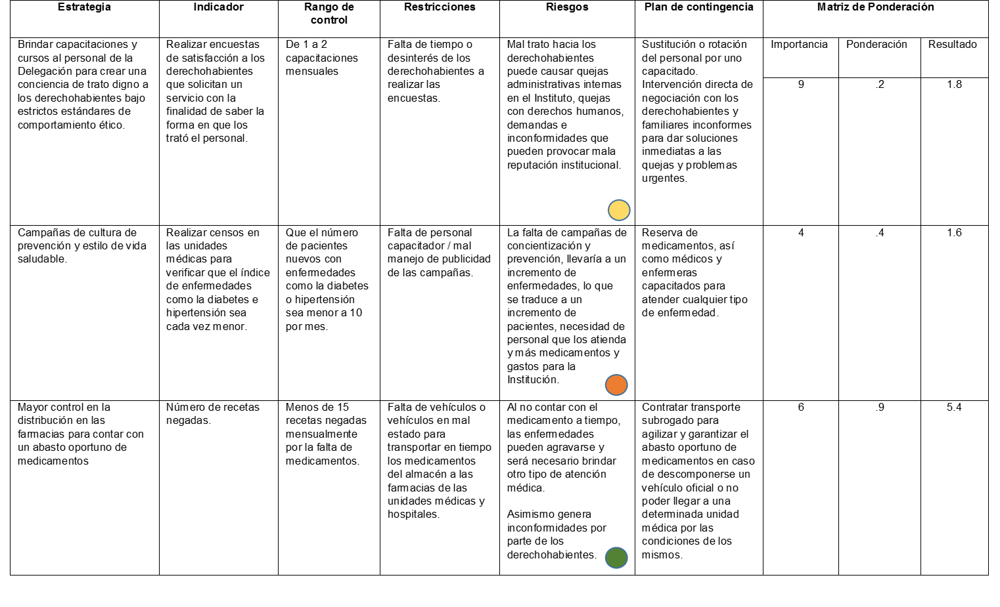 Estrategia
Indicador
Rango de
control
Restricciones
Riesgos
Plan de contingencia
Matriz de Ponderación
Brindar capacitaciones y
cursos al personal de la
Delegación para crear una
conciencia de trato digno a
los derechohabientes bajo
estrictos estándares de
comportamiento ético.
Realizar encuestas
de satisfacción a los
derechohabientes
que solicitan un
servicio con la
finalidad de saber la
forma en que los
trató el personal.
De 1 a 2
capacitaciones
mensuales
Falta de tiempo o
desinterés de los
derechohabientes a
realizar las
encuestas.
Mal trato hacia los
derechohabientes
puede causar quejas
administrativas internas
en el Instituto, quejas
con derechos humanos,
demandas e
inconformidades que
pueden provocar mala
reputación institucional.
Sustitución o rotación
del personal por uno
capacitado.
Intervención directa de
negociación con los
derechohabientes y
familiares inconformes
para dar soluciones
inmediatas a las
quejas y problemas
urgentes.
Importancia
Ponderación
Resultado
9
.2
1.8
Campañas de cultura de
prevención y estilo de vida
saludable.
Realizar censos en
las unidades
médicas para
verificar que el índice
de enfermedades
como la diabetes e
hipertensión sea
cada vez menor.
Que el número
de pacientes
nuevos con
enfermedades
como la diabetes
o hipertensión
sea menor a 10
por mes.
Falta de personal
capacitador / mal
manejo de publicidad
de las campañas.
La falta de campañas de
concientización y
prevención, llevaría a un
incremento de
enfermedades, lo que
se traduce a un
incremento de
pacientes, necesidad de
personal que los atienda
y más medicamentos y
gastos para la
Institución.
Reserva de
medicamentos, así
como médicos y
enfermeras
capacitados para
atender cualquier tipo
de enfermedad.
4
.4
1.6
Mayor control en la
distribución en las
farmacias para contar con
un abasto oportuno de
medicamentos
Número de recetas
negadas.
Menos de 15
recetas negadas
mensualmente
por la falta de
medicamentos.
Falta de vehículos o
vehículos en mal
estado para
transportar en tiempo
los medicamentos
del almacén a las
farmacias de las
unidades médicas y
hospitales.
Al no contar con el
medicamento a tiempo,
las enfermedades
pueden agravarse y
será necesario brindar
otro tipo de atención
médica.
Asimismo genera
inconformidades por
parte de los
derechohabientes.
Contratar transporte
subrogado para
agilizar y garantizar el
abasto oportuno de
medicamentos en caso
de descomponerse un
vehículo oficial o no
poder llegar a una
determinada unidad
médica por las
condiciones de los
mismos.
6
.9
5.4